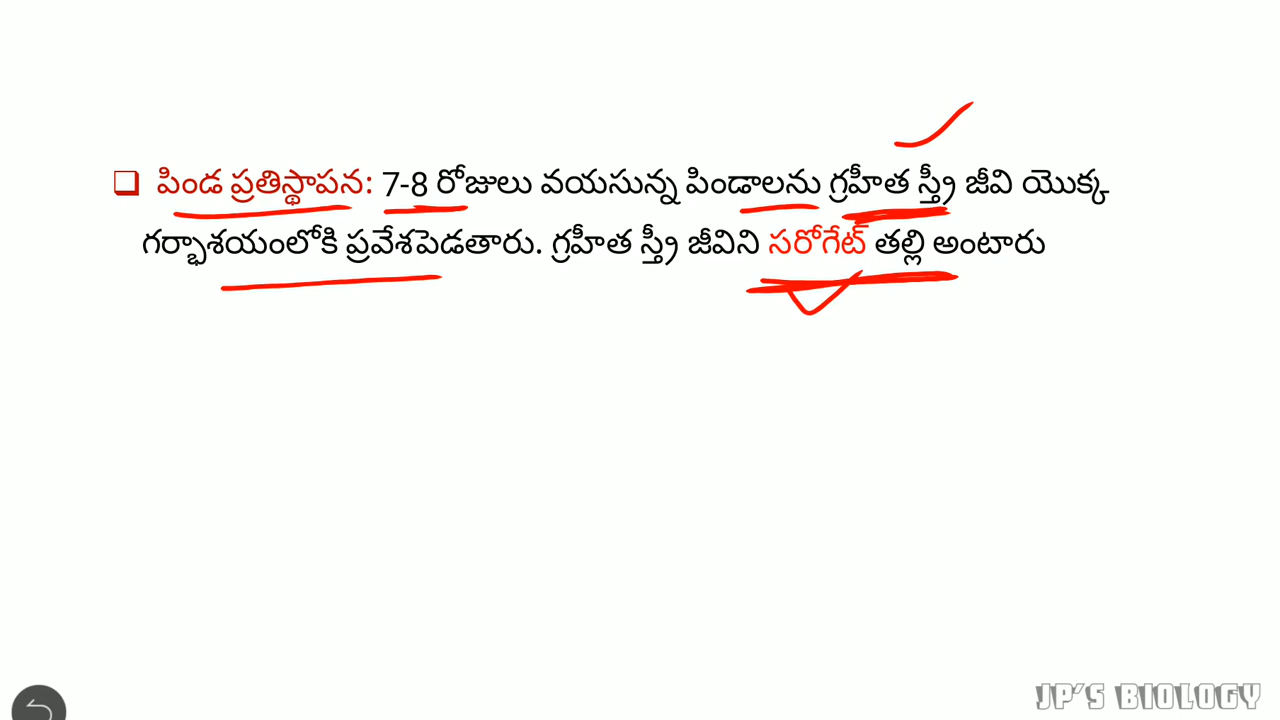 పిండ ప్రతిస్థాపన: 7-8 రోజులు వయసున్న పిండాలను గ్రహీత స్త్రీ జీవి యొక్క
గర్భాశయంలోకి ప్రవేశపెడతారు. గ్రహీత స్త్రీ జీవిని సరోగేట్ తల్లి అంటారు
JP'S BIOLOGY